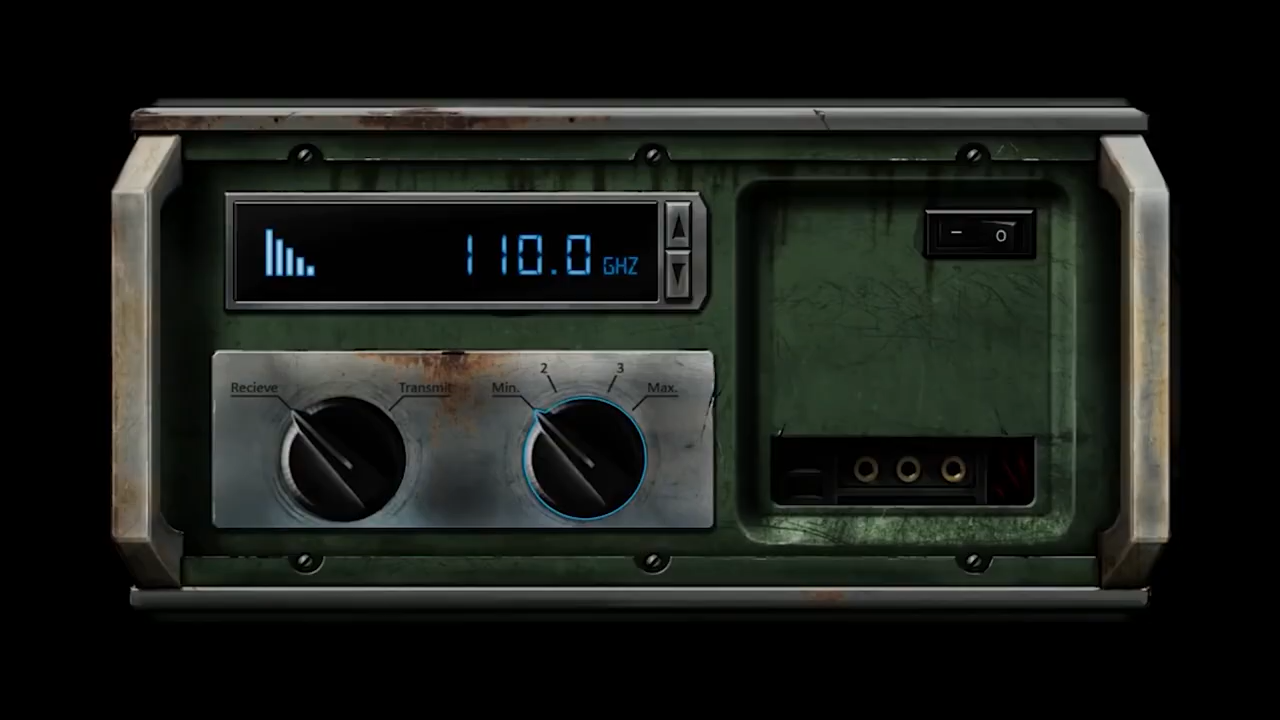 110.0 GHZ
– O
2 3
Recieve Transmit Min. Max.